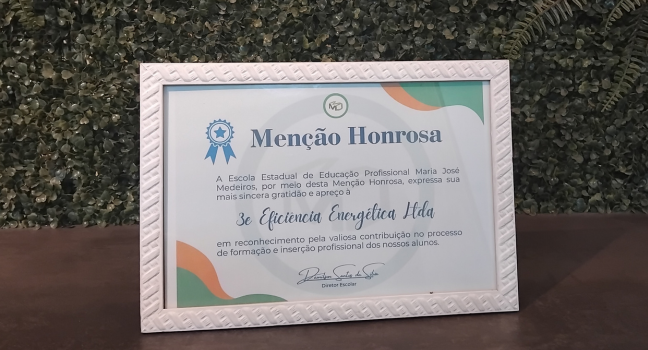 Menção Honrosa
A Escola Estadual de Educação Profissional Maria José
Medeiros, por meio desta Menção Honrosa, expressa sua
mais sincera gratidão e apreço à
3e Eficiencia Energética Ltda
em reconhecimento pela valiosa contribuição no processo
de formação e inserção profissional dos nossos alunos.
Diretor Escolar